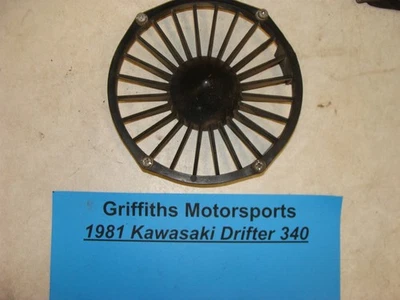 Griffiths Motorsports
1981 Kawasaki Drifter 340